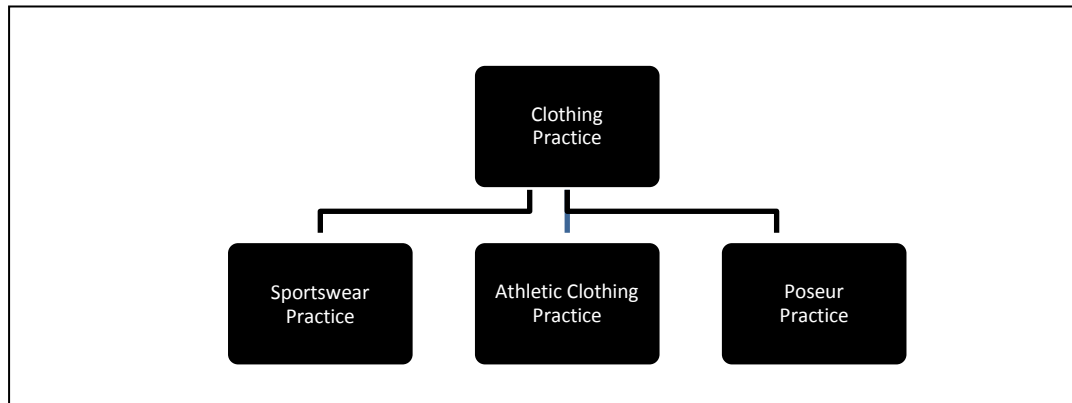 Clothing
Practice
Sportswear
Practice
Athletic Clothing
Practice
Poseur
Practice